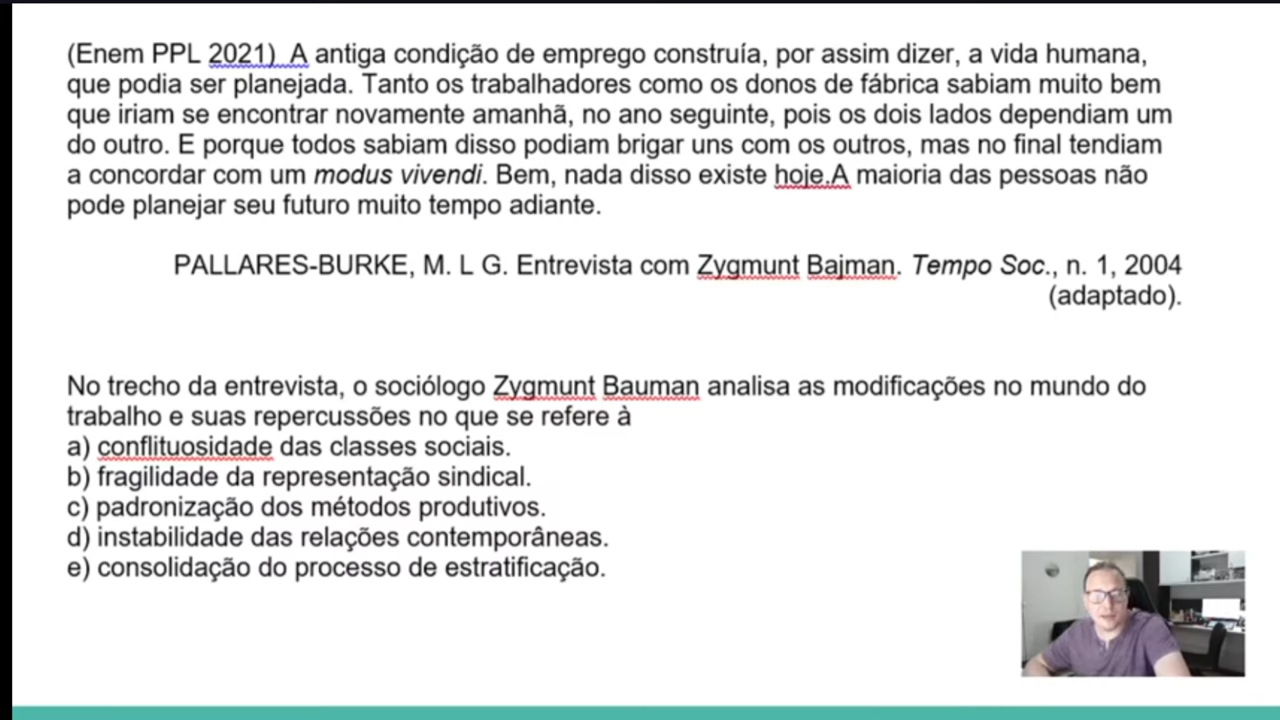 (Enem PPL 2021)  A antiga condição de emprego construía, por assim dizer, a vida humana,
que podia ser planejada. Tanto os trabalhadores como os donos de fábrica sabiam muito bem
que iriam se encontrar novamente amanhã, no ano seguinte, pois os dois lados dependiam um
do outro. E porque todos sabiam disso podiam brigar uns com os outros, mas no final tendiam
a concordar com um modus vivendi. Bem, nada disso existe hoje.A maioria das pessoas não
pode planejar seu futuro muito tempo adiante.
PALLARES-BURKE, M. L G. Entrevista com Zygmunt Bajman. Tempo Soc., n. 1, 2004
(adaptado).
No trecho da entrevista, o sociólogo Zygmunt Bauman analisa as modificações no mundo do
trabalho e suas repercussões no que se refere à
a) conflituosidade das classes sociais.
b) fragilidade da representação sindical.
c) padronização dos métodos produtivos.
d) instabilidade das relações contemporâneas.
e) consolidação do processo de estratificação.